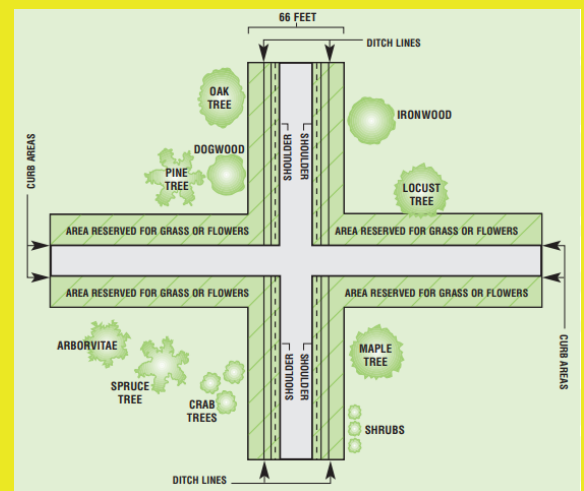 66 FEET
DITCH LINES
OAK
TREE
IRONWOOD
DOGWOOD
SHOULDER
SHOULDER
PINE
TREE
LOCUST
TREE
CURB AREAS
AREA RESERVED FOR GRASS OR FLOWERS
AREA RESERVED FOR GRASS OR FLOWERS
AREA RESERVED FOR GRASS OR FLOWERS
AREA RESERVED FOR GRASS OR FLOWERS
ARBORVITAE
SPRUCE
TREE
CRAB
TREES
SHOULDER
SHOULDER
MAPLE
TREE
CURB AREAS
SHRUBS
DITCH LINES